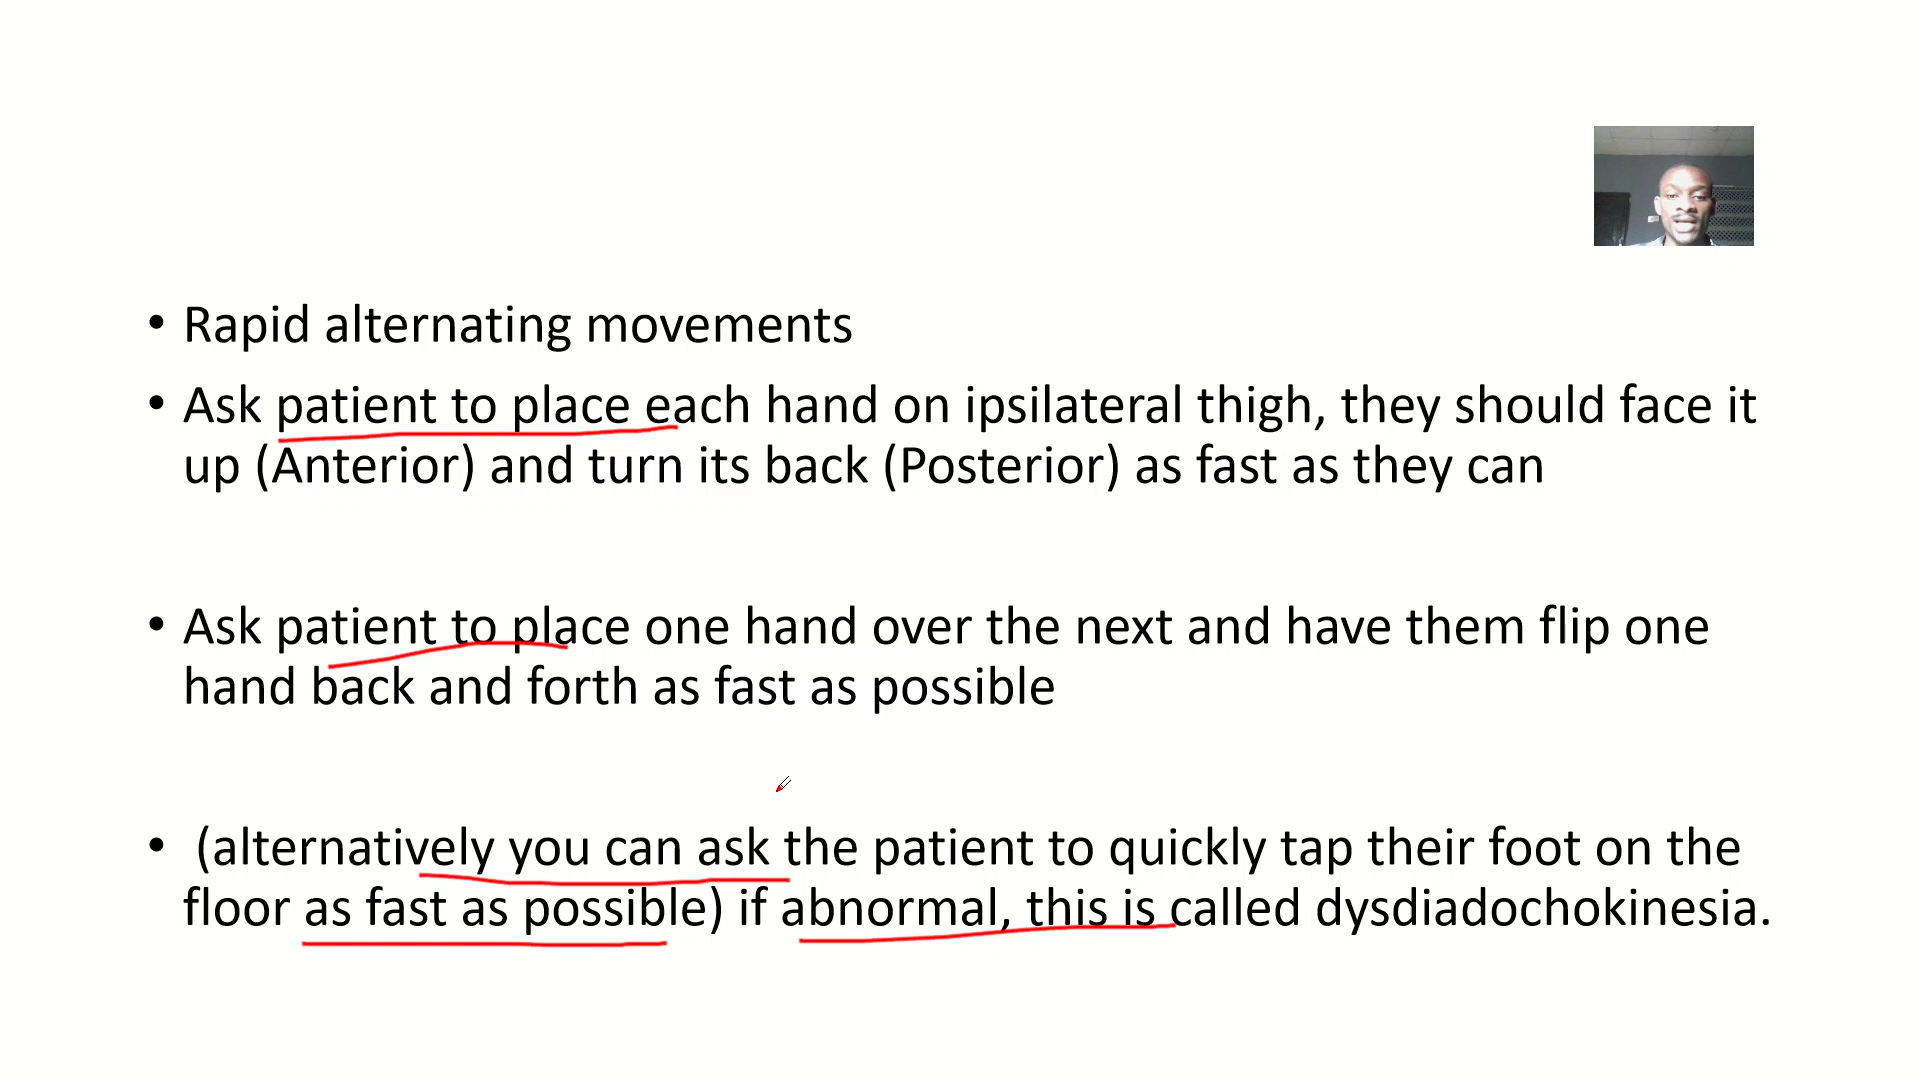 • Rapid alternating movements
• Ask patient to place each hand on ipsilateral thigh, they should face it
up (Anterior) and turn its back (Posterior) as fast as they can
• Ask patient to place one hand over the next and have them flip one
hand back and forth as fast as possible
• (alternatively you can ask the patient to quickly tap their foot on the
floor as fast as possible) if abnormal, this is called dysdiadochokinesia.